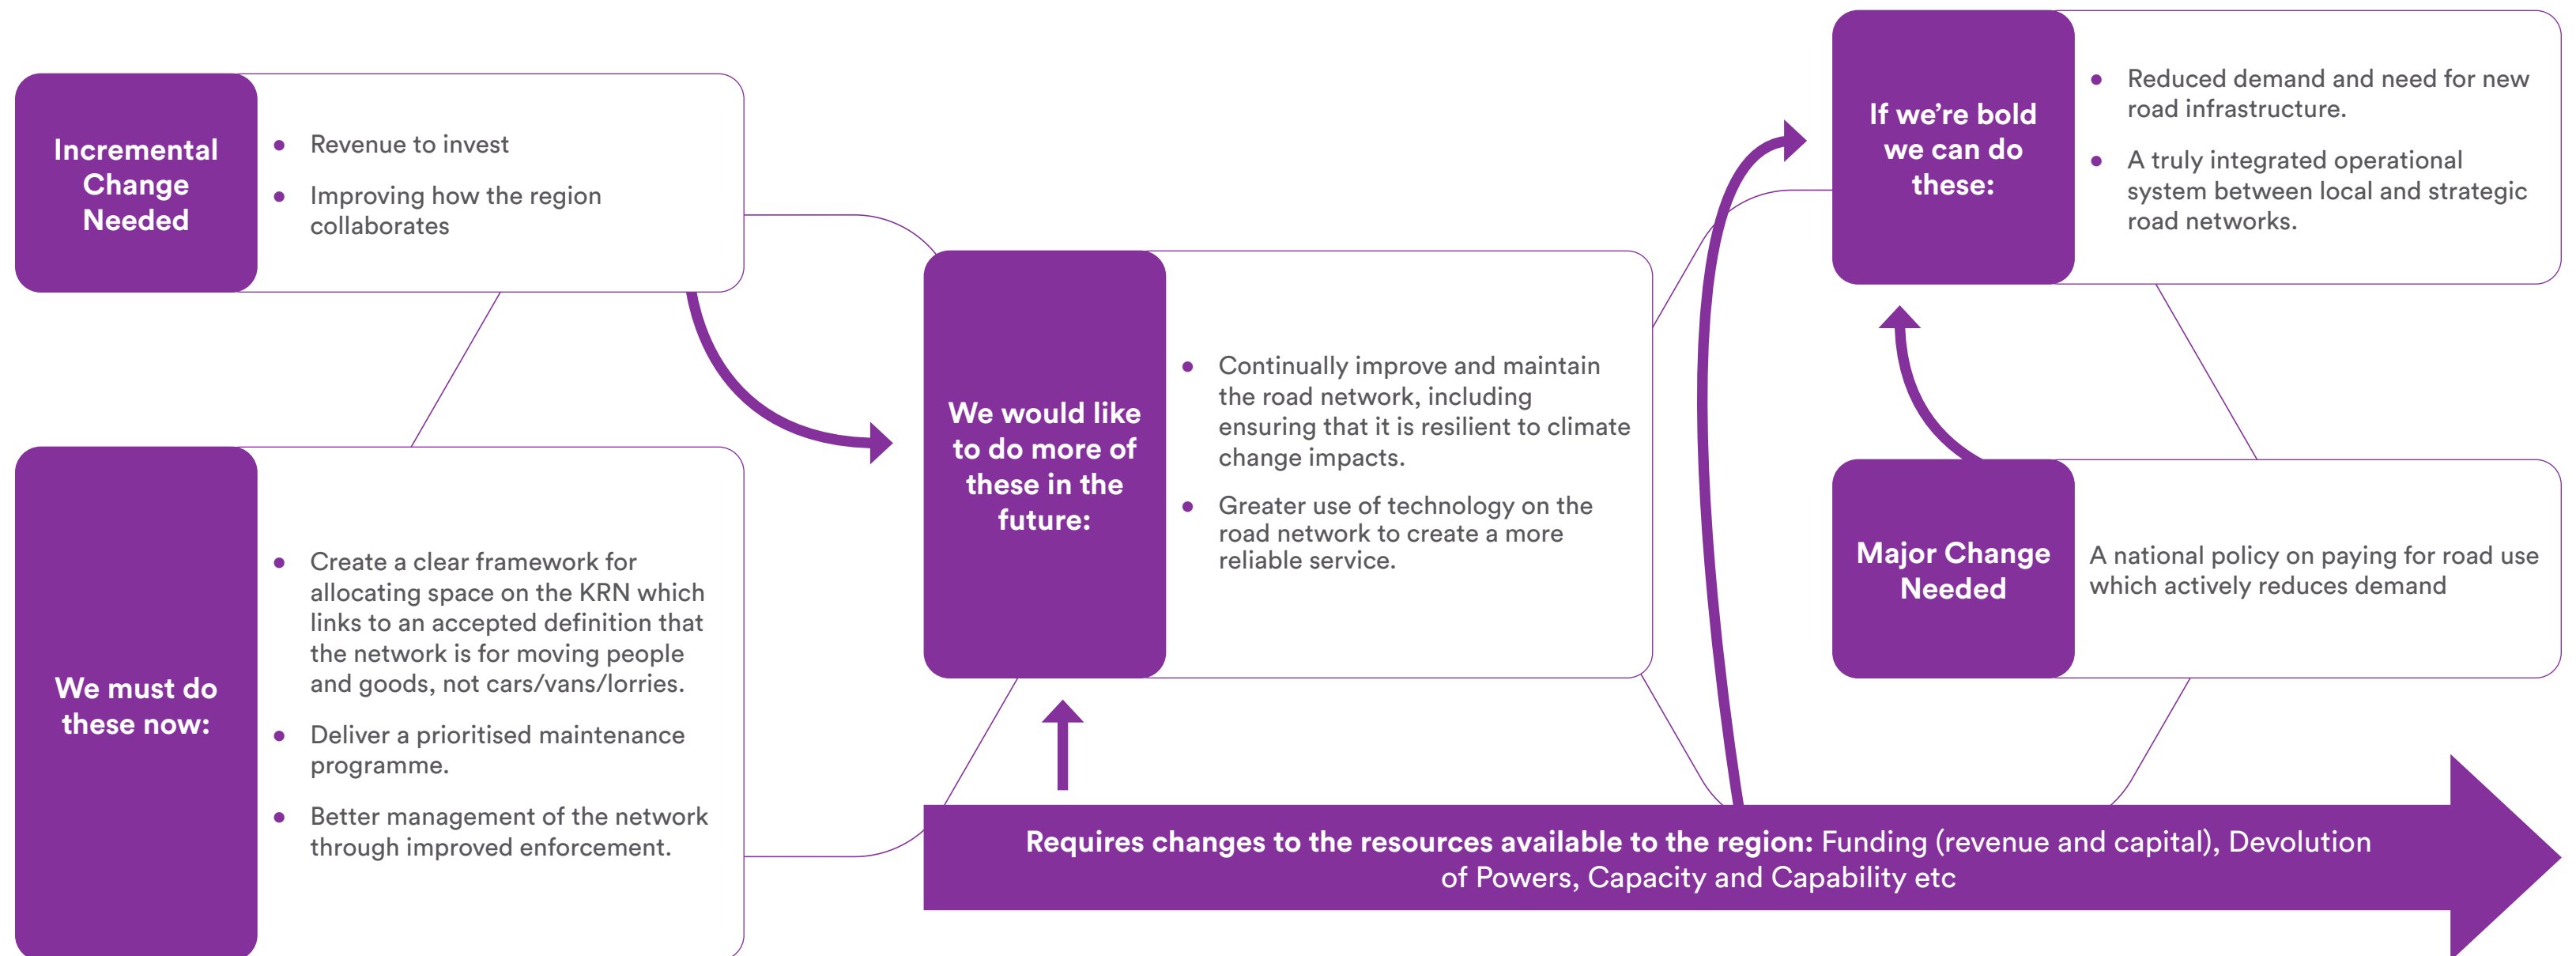 Incremental
Change
Needed
• Revenue to invest
• Improving how the region
collaborates
We must do
these now:
• Create a clear framework for
allocating space on the KRN which
links to an accepted definition that
the network is for moving people
and goods, not cars/vans/lorries.
• Deliver a prioritised maintenance
programme.
• Better management of the network
through improved enforcement.
We would like
to do more of
these in the
future:
• Continually improve and maintain
the road network, including
ensuring that it is resilient to climate
change impacts.
• Greater use of technology on the
road network to create a more
reliable service.
If we’re bold
we can do
these:
• Reduced demand and need for new
road infrastructure.
• A truly integrated operational
system between local and strategic
road networks.
Major Change
Needed
A national policy on paying for road use
which actively reduces demand
Requires changes to the resources available to the region: Funding (revenue and capital), Devolution
of Powers, Capacity and Capability etc